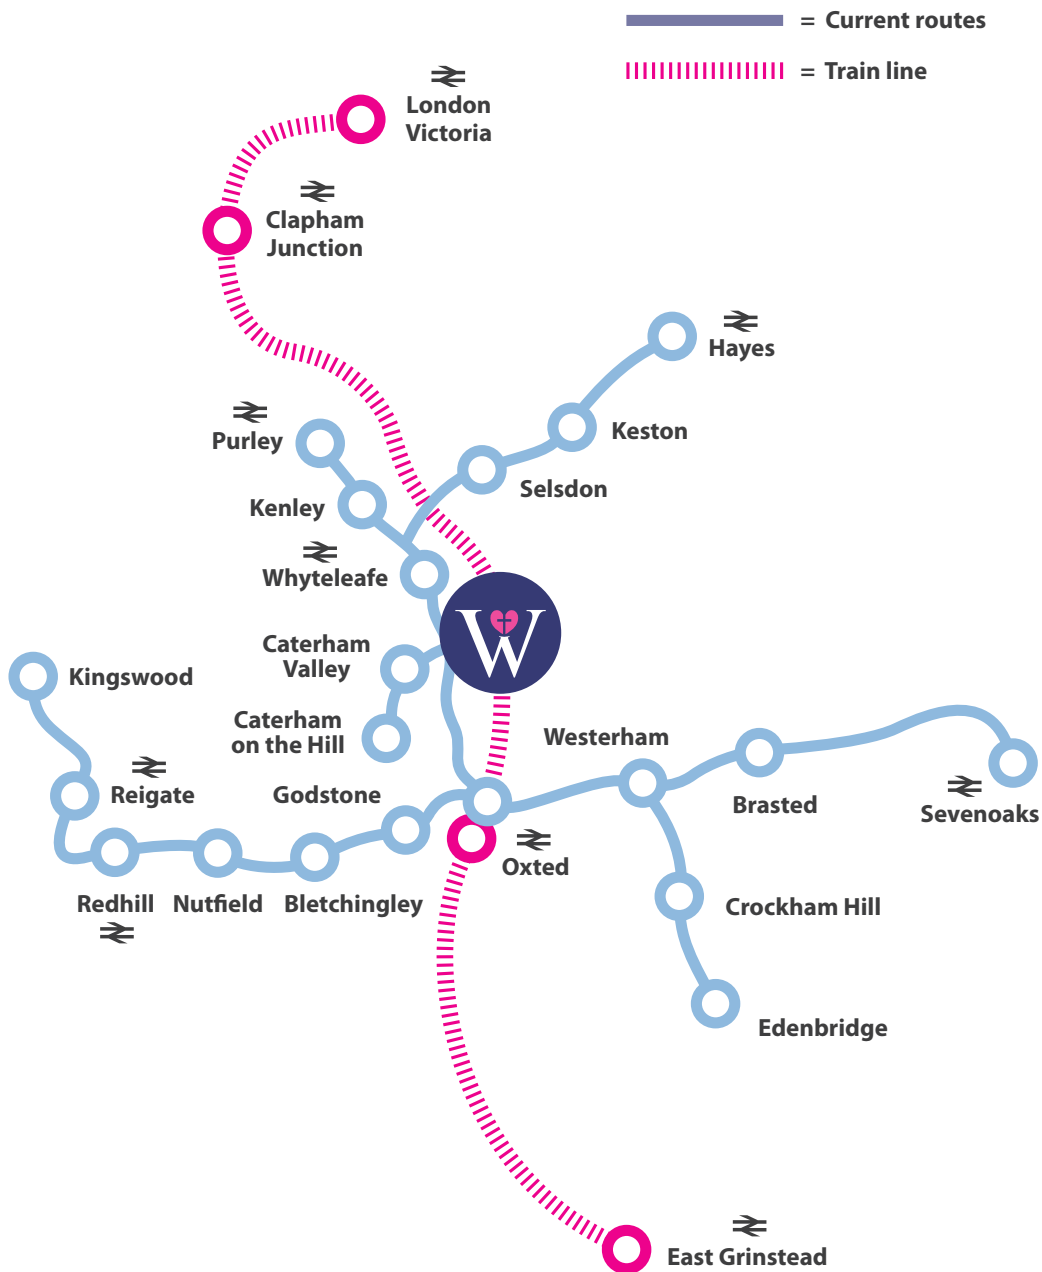 = Current routes
= Train line
London
Victoria
Clapham
Junction
Hayes
Keston
Purley
Selsdon
Kenley
Whyteleafe
W
Caterham
Valley
Kingswood
Caterham
on the Hill
Westerham
Reigate
Godstone
Brasted
Sevenoaks
Oxted
Redhill
Nutfield
Bletchingley
Crockham Hill
Edenbridge
East Grinstead